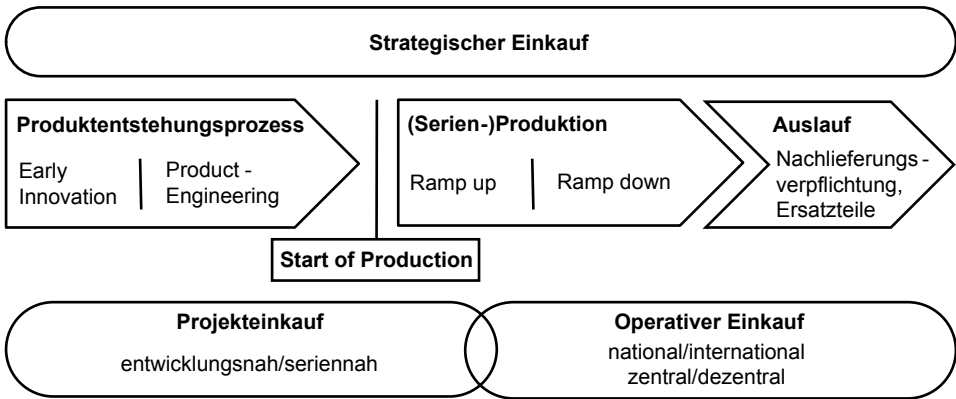 Strategischer Einkauf
Produktentstehungsprozess
Early
Innovation
Product -
Engineering
(Serien-)Produktion
Ramp up
Ramp down
Auslauf
Nachlieferungs -
verpflichtung,
Ersatzteile
Start of Production
Projekteinkauf
entwicklungsnah/seriennah
Operativer Einkauf
national/international
zentral/dezentral